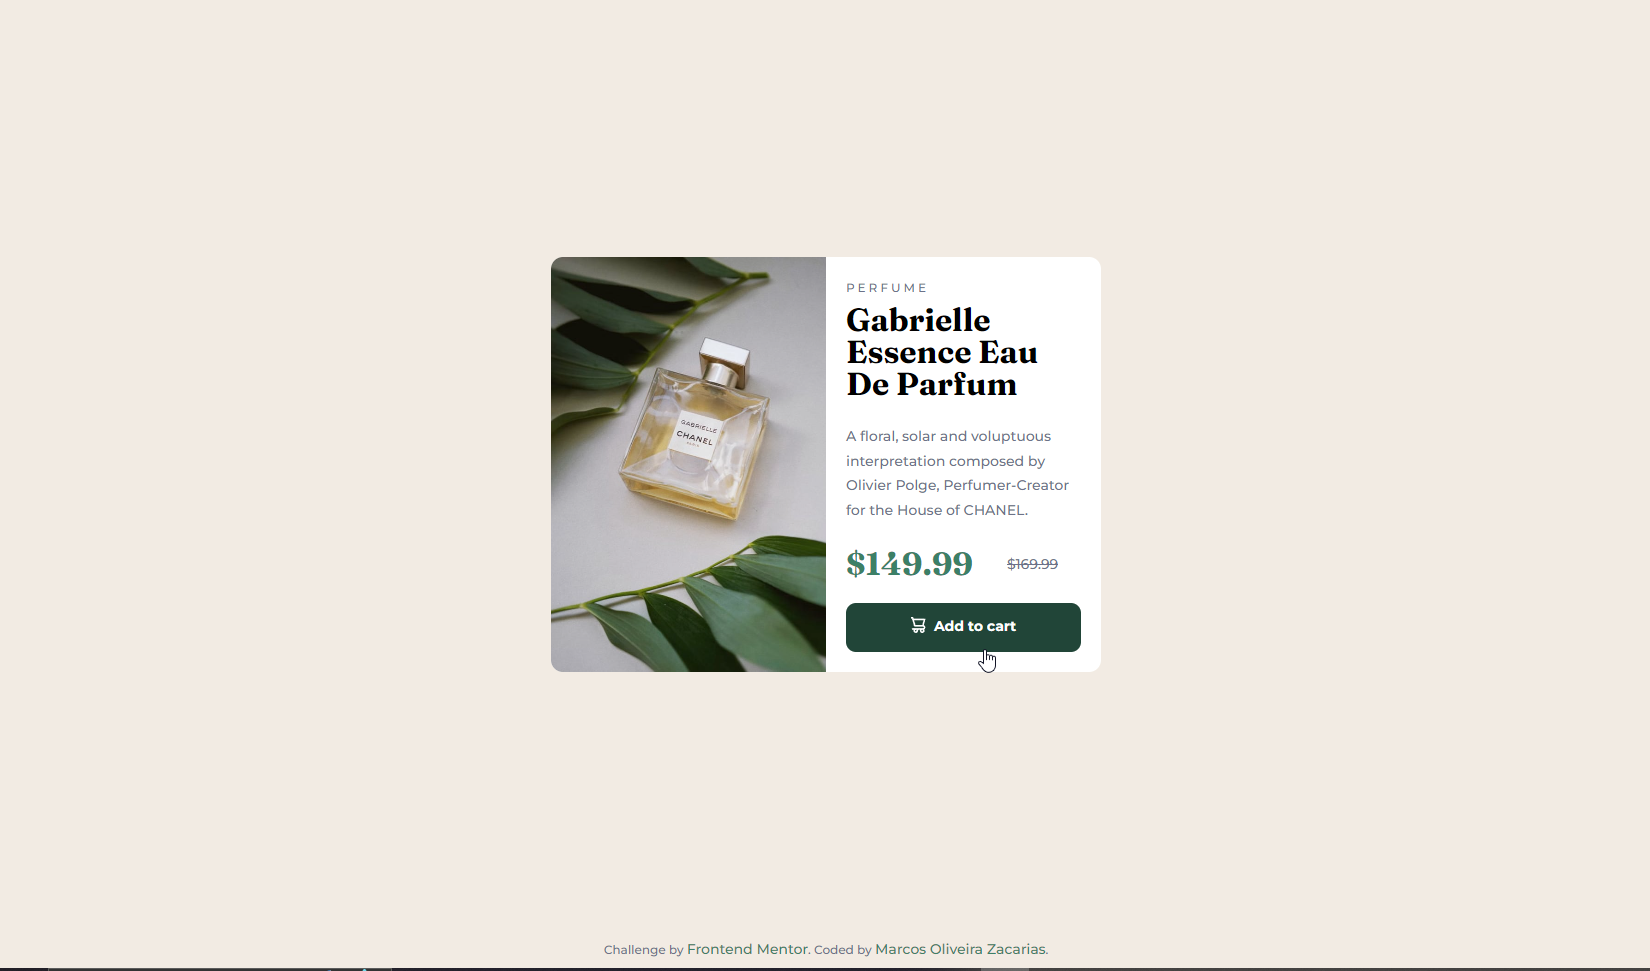 GABRIELLE
CHANEL
PARIS
PERFUME
Gabrielle
Essence Eau
De Parfum
A floral, solar and voluptuous
interpretation composed by
Olivier Polge, Perfumer-Creator
for the House of CHANEL.
$149.99 $169.99
Add to cart
Challenge by Frontend Mentor. Coded by Marcos Oliveira Zacarias.